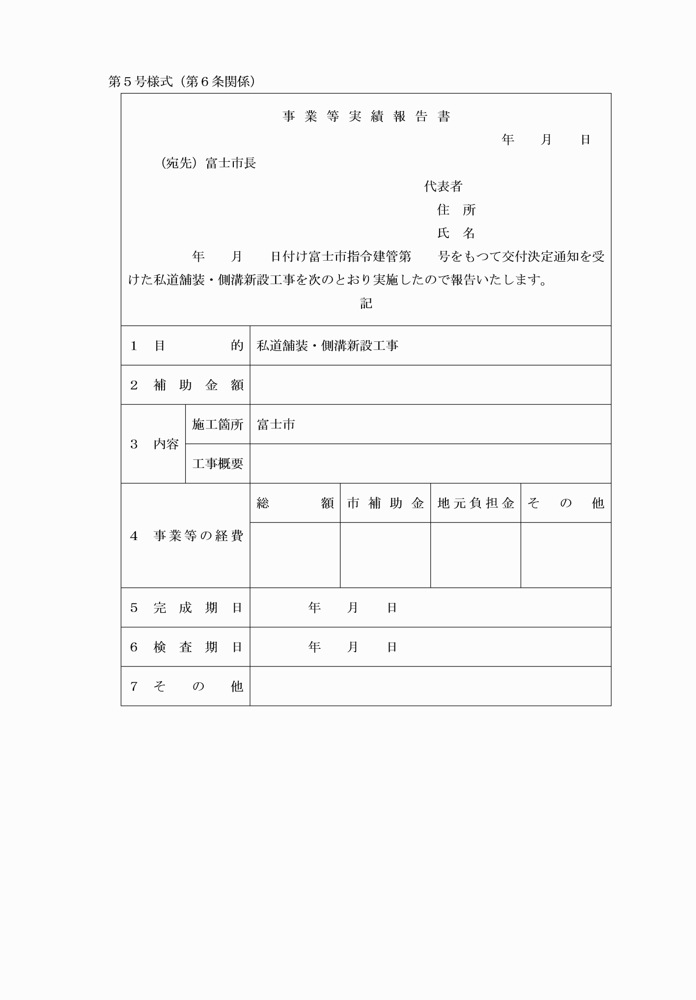 第５号様式（第６条関係）
事業等実績報告書
年　　月　　日
（宛先）富士市長
代表者
住　所
氏　名
年　　月　　日付け富士市指令建管第　　号をもつて交付決定通知を受
けた私道舗装・側溝新設工事を次のとおり実施したので報告いたします。
記
１　目的　私道舗装・側溝新設工事
２　補助金額
３　内容　施工箇所　富士市
工事概要
４　事業等の経費　総額　市補助金　地元負担金　その他
５　完成期日　年　　月　　日
６　検査期日　年　　月　　日
７　その他